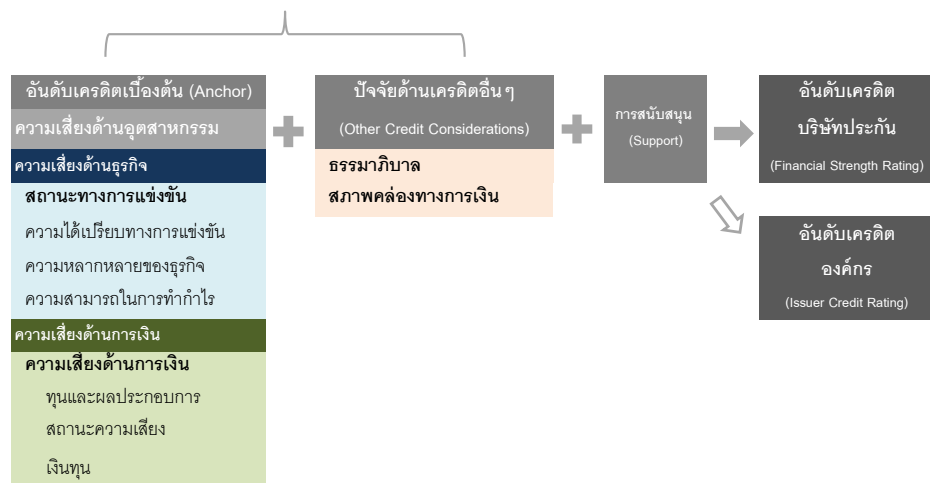 อันดับเครดิตเบื้องต้น (Anchor)
ความเสี่ยงด้านอุตสาหกรรม
ความเสี่ยงด้านธุรกิจ
สถานะทางการแข่งขัน
ความได้เปรียบทางการแข่งขัน
ความหลากหลายของธุรกิจ
ความสามารถในการทำกำไร
ความเสี่ยงด้านการเงิน
ความเสี่ยงด้านการเงิน
ทุนและผลประกอบการ
สถานะความเสี่ยง
เงินทุน
ปัจจัยด้านเครดิตอื่น ๆ
(Other Credit Considerations)
ธรรมาภิบาล
สภาพคล่องทางการเงิน
การสนับสนุน
(Support)
อันดับเครดิต
บริษัทประกัน
(Financial Strength Rating)
อันดับเครดิต
องค์กร
(Issuer Credit Rating)